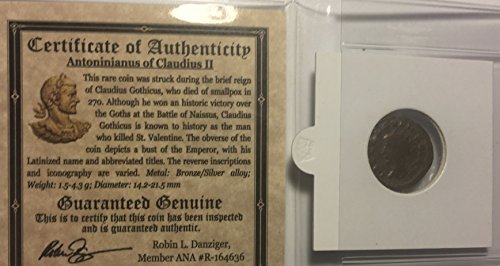 Certificate of Authenticity
Antoninianus of Claudius II
This rare coin was struck during the brief reign
of Claudius Gothicus, who died of smallpox in
270. Although he won an historic victory over
the Goths at the Battle of Naissus, Claudius
Gothicus is known to history as the man
who killed St. Valentine. The obverse of the
coin depicts a bust of the Emperor, with his
Latinized name and abbreviated titles. The reverse inscriptions
and iconography are varied. Metal: Bronze/Silver alloy;
Weight: 1.5-4.3 g; Diameter: 14.2-21.5 mm
Guaranteed Genuine
This is to certify that this coin has been inspected
and is guaranteed authentic.
Robin L. Danziger,
Member ANA #R-164636